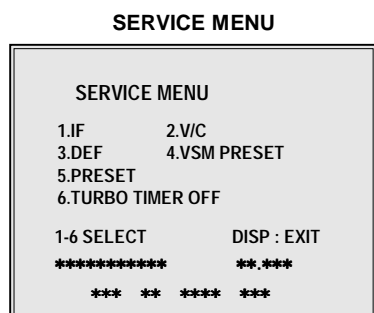 SERVICE MENU
SERVICE MENU
1.IF 2.V/C
3.DEF 4.VSM PRESET
5.PRESET
6.TURBO TIMER OFF
1-6 SELECT DISP : EXIT
*********** **.***
*** ** **** ***